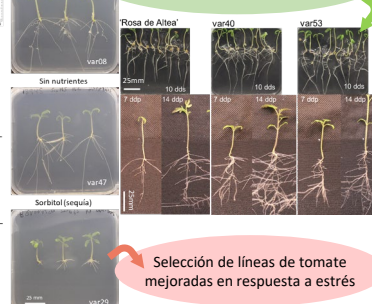 var08
Sin nutrientes
var47
Sorbitol (sequía)
25 mm
var29
'Rosa de Altea' var40 var53
25mm
10 dds 10 dds 10 dds
7 ddp 14 ddp 7 ddp 14 ddp 7 ddp 14 ddp
25mm
Selección de líneas de tomate
mejoradas en respuesta a estrés